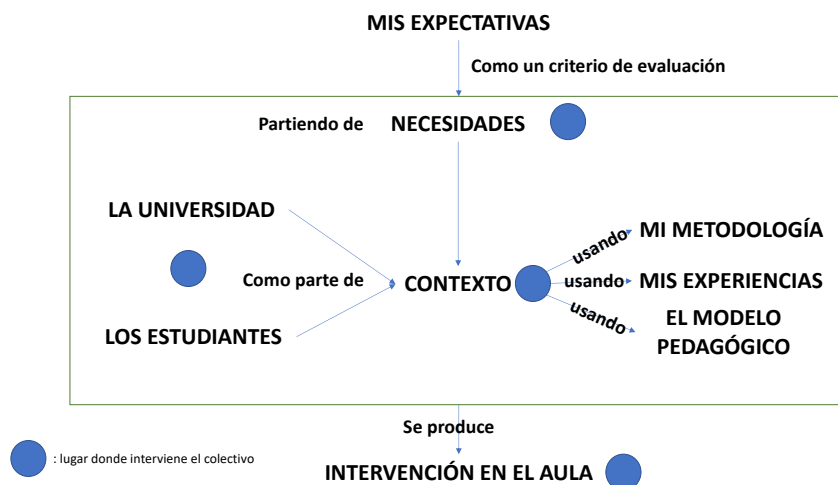 MIS EXPECTATIVAS
Como un criterio de evaluación
Partiendo de NECESIDADES
LA UNIVERSIDAD
MI METODOLOGÍA
usando
Como parte de CONTEXTO
usando MIS EXPERIENCIAS
usando
LOS ESTUDIANTES
EL MODELO
PEDAGÓGICO
Se produce
: lugar donde interviene el colectivo
INTERVENCIÓN EN EL AULA